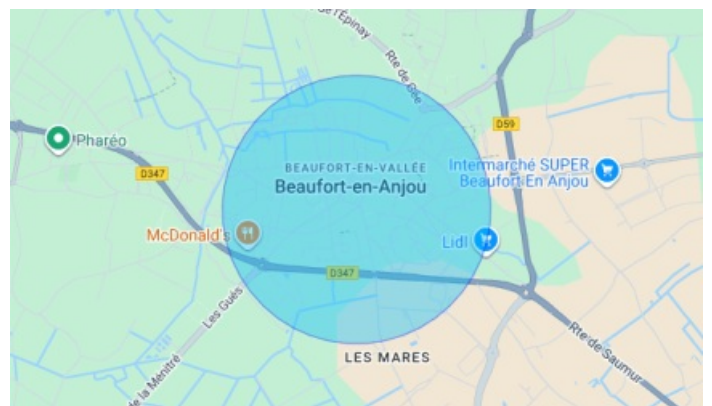 de l'Épinay
Rte de Gée
D59
Pharéo
D347
BEAUFORT-EN-VALLÉE
Beaufort-en-Anjou
Intermarché SUPER
Beaufort En Anjou
McDonald's
Lidl
D347
Les Gués
de la Ménitré
LES MARES
Rte de Saumur